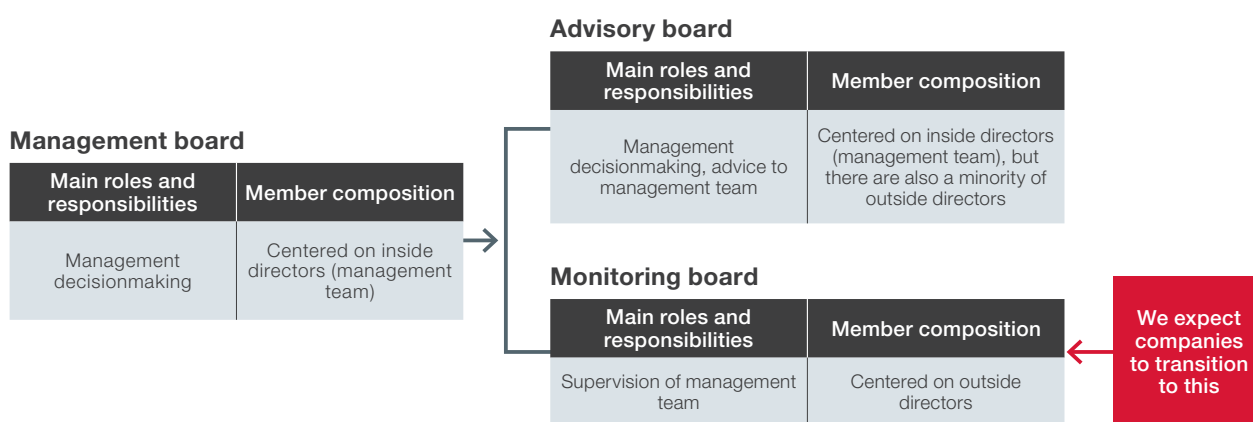 Management board
Main roles and
responsibilities
Member composition
Management
decisionmaking
Centered on inside
directors (management
team)
Advisory board
Main roles and
responsibilities
Member composition
Management
decisionmaking, advice to
management team
Centered on inside directors
(management team), but
there are also a minority of
outside directors
Monitoring board
Main roles and
responsibilities
Member composition
Supervision of management
team
Centered on outside
directors
We expect
companies
to transition
to this